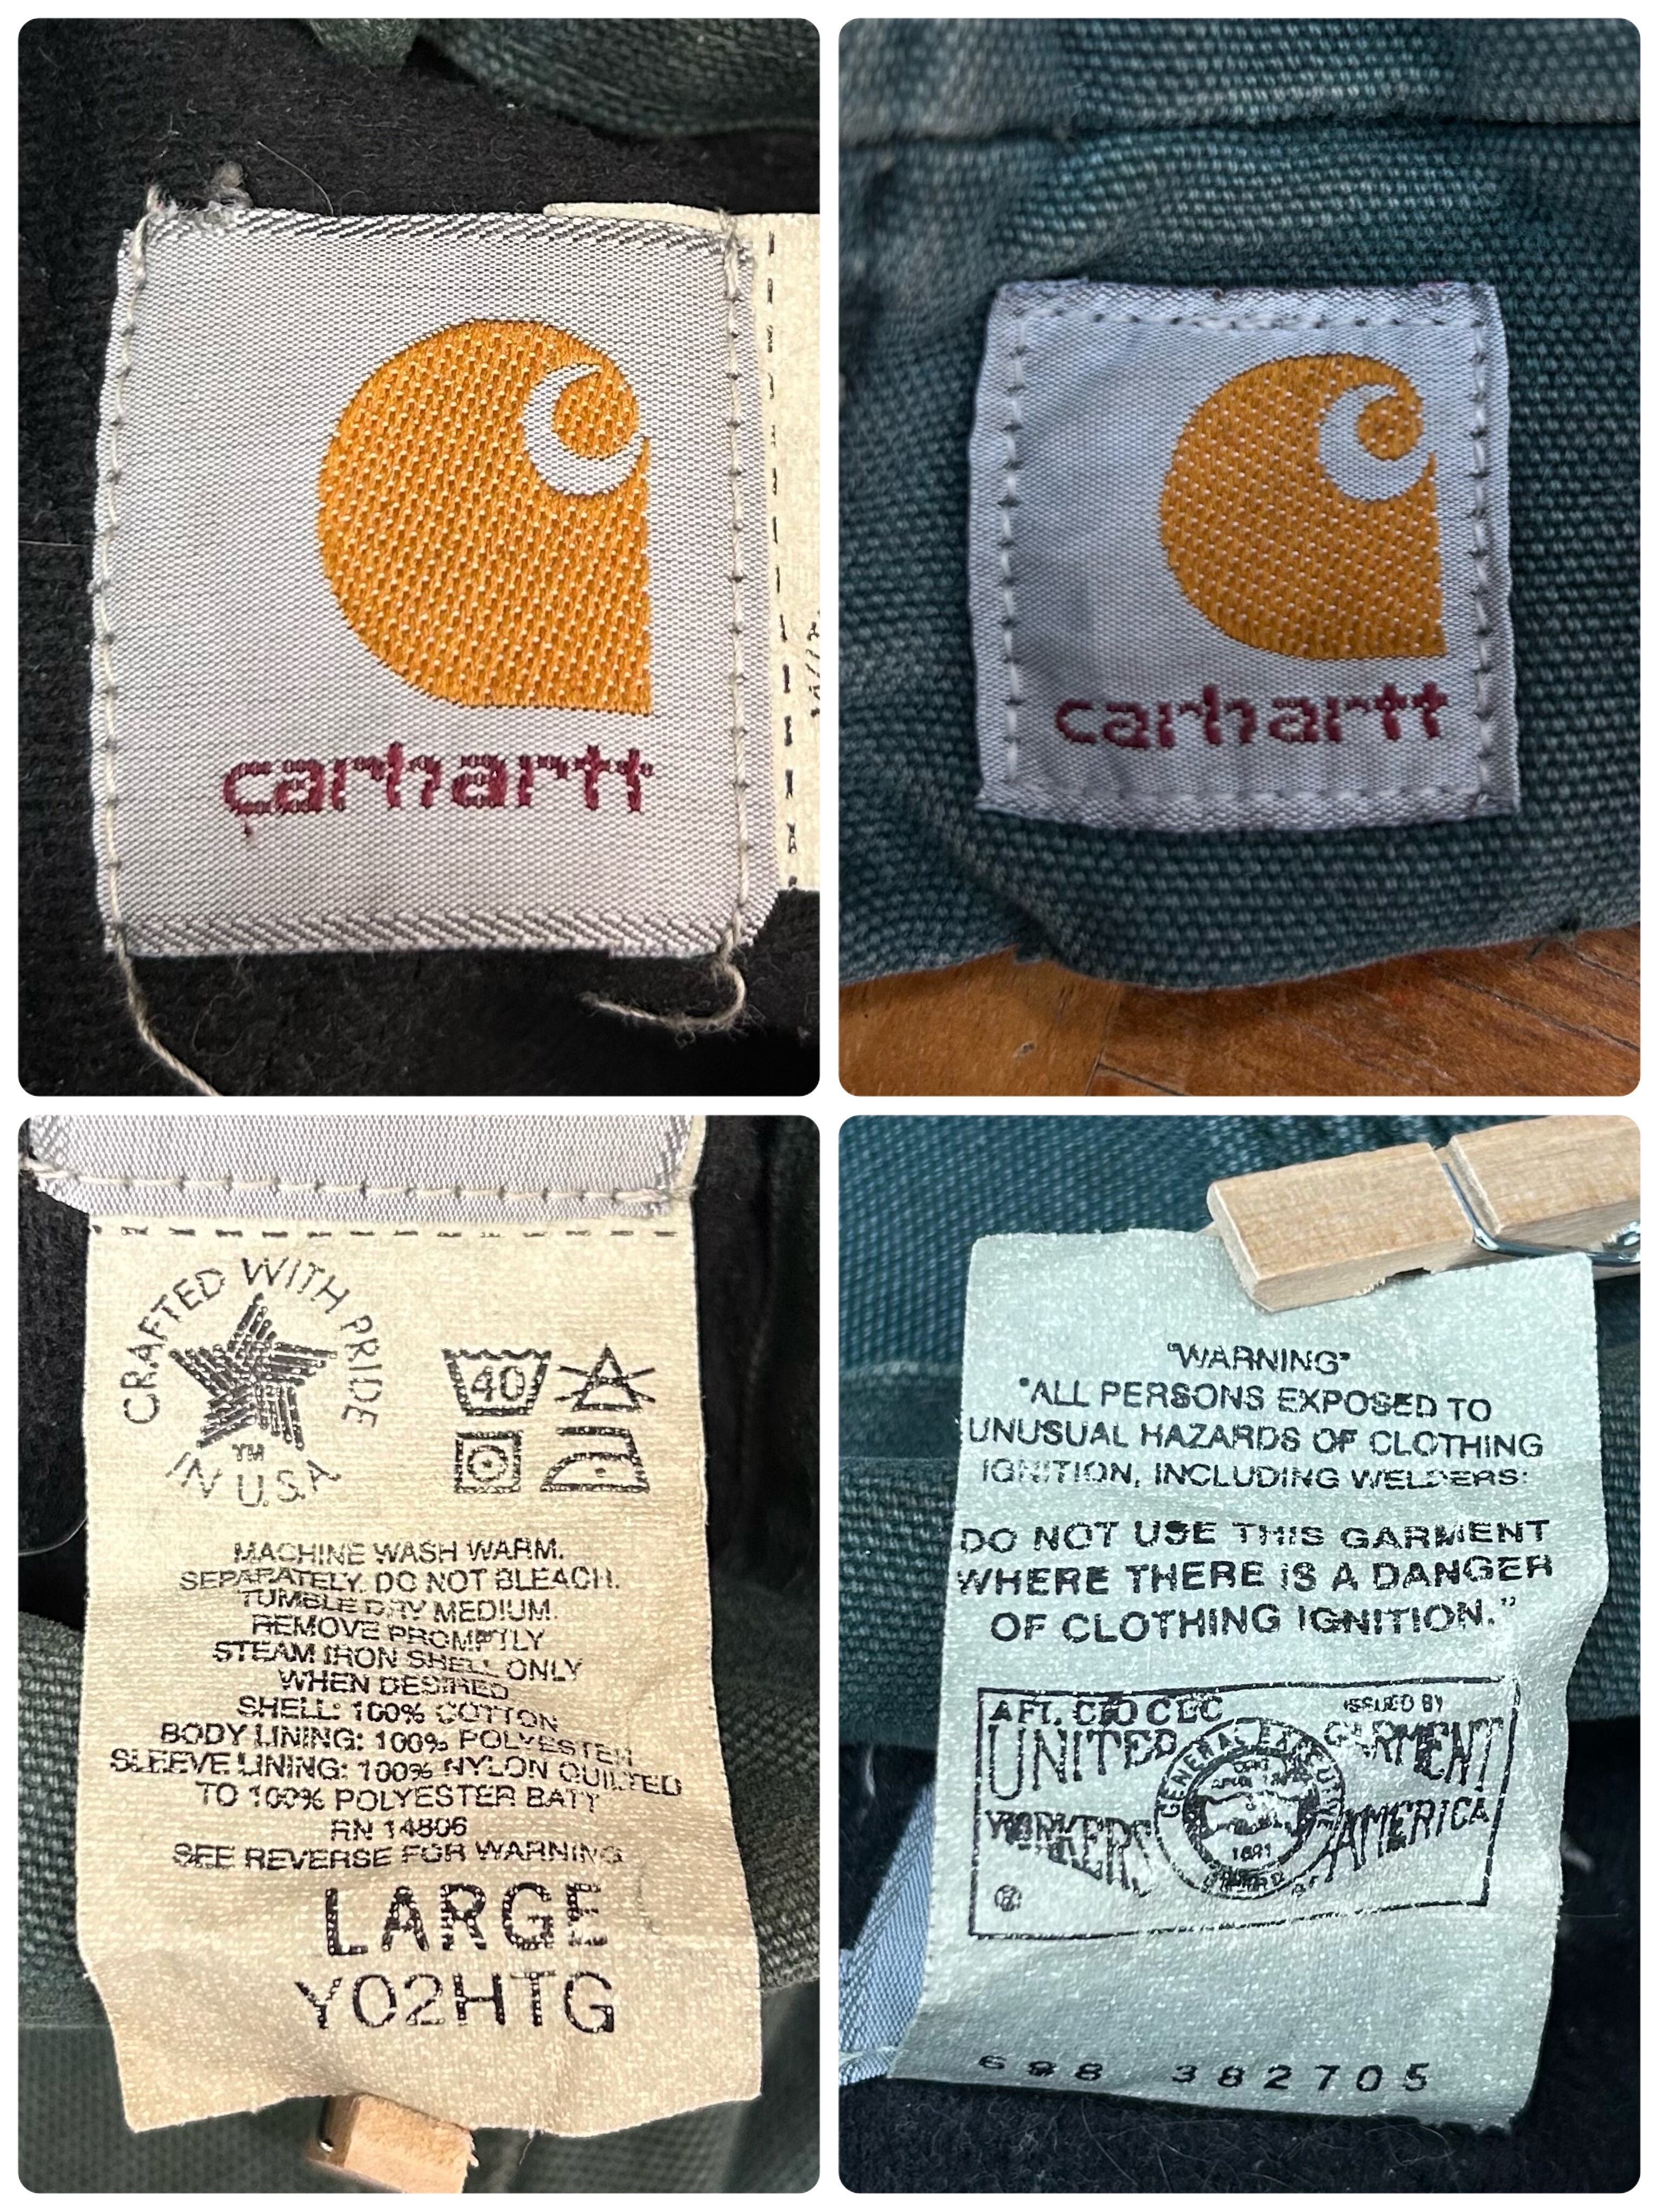 carhartt
carhartt
CRAFTED WITH PRIDE
TM
IN U.S.A
40
MACHINE WASH WARM.
SEPARATELY. DO NOT BLEACH.
TUMBLE DRY MEDIUM.
REMOVE PROMPTLY
STEAM IRON SHELL ONLY
WHEN DESIRED
SHELL: 100% COTTON
BODY LINING: 100% POLYESTER
SLEEVE LINING: 100% NYLON QUILTED
TO 100% POLYESTER BATT
RN 14806
SEE REVERSE FOR WARNING
LARGE
Y02HTG
"WARNING"
"ALL PERSONS EXPOSED TO
UNUSUAL HAZARDS OF CLOTHING
IGNITION, INCLUDING WELDERS:
DO NOT USE THIS GARMENT
WHERE THERE IS A DANGER
OF CLOTHING IGNITION."
AFL CIO CLC
ISSUED BY
UNITED GARMENT
WORKERS OF AMERICA
GENERAL
1891
®
698 382705